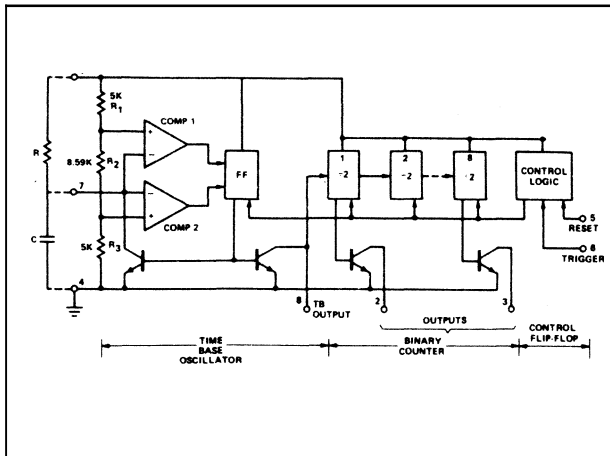 5K
R1
COMP 1
R
8.59K
R2
FF
1
-2
2
-2
8
-2
CONTROL
LOGIC
7
COMP 2
5
RESET
C
5K
R3
6
TRIGGER
4
8
TB
OUTPUT
2
3
OUTPUTS
TIME
BASE
OSCILLATOR
BINARY
COUNTER
CONTROL
FLIP-FLOP